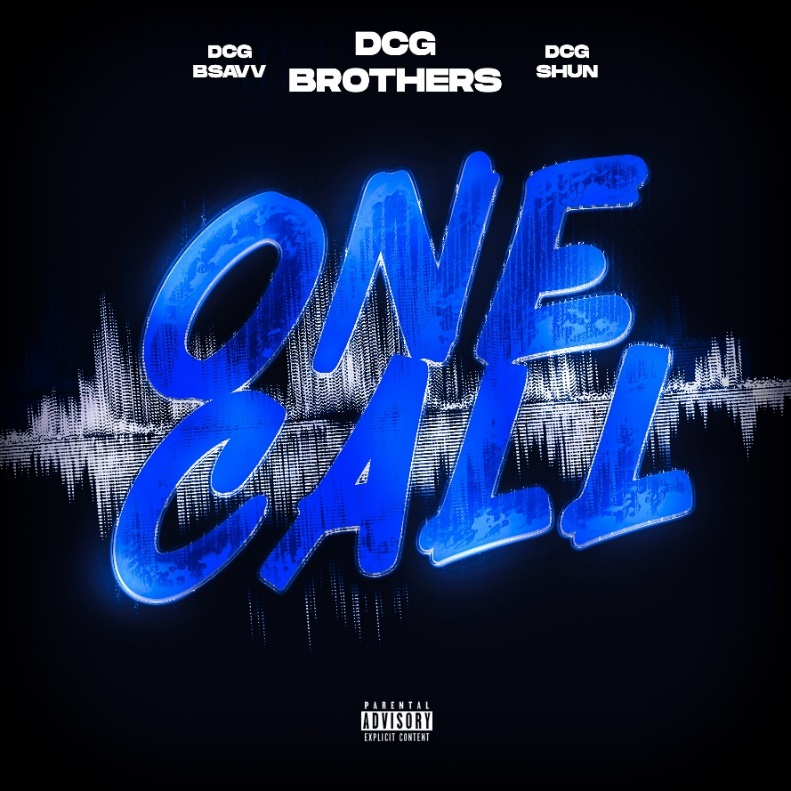 DCG
BSAVV
DCG
BROTHERS
DCG
SHUN
ONE
CALL
PARENTAL
ADVISORY
EXPLICIT CONTENT